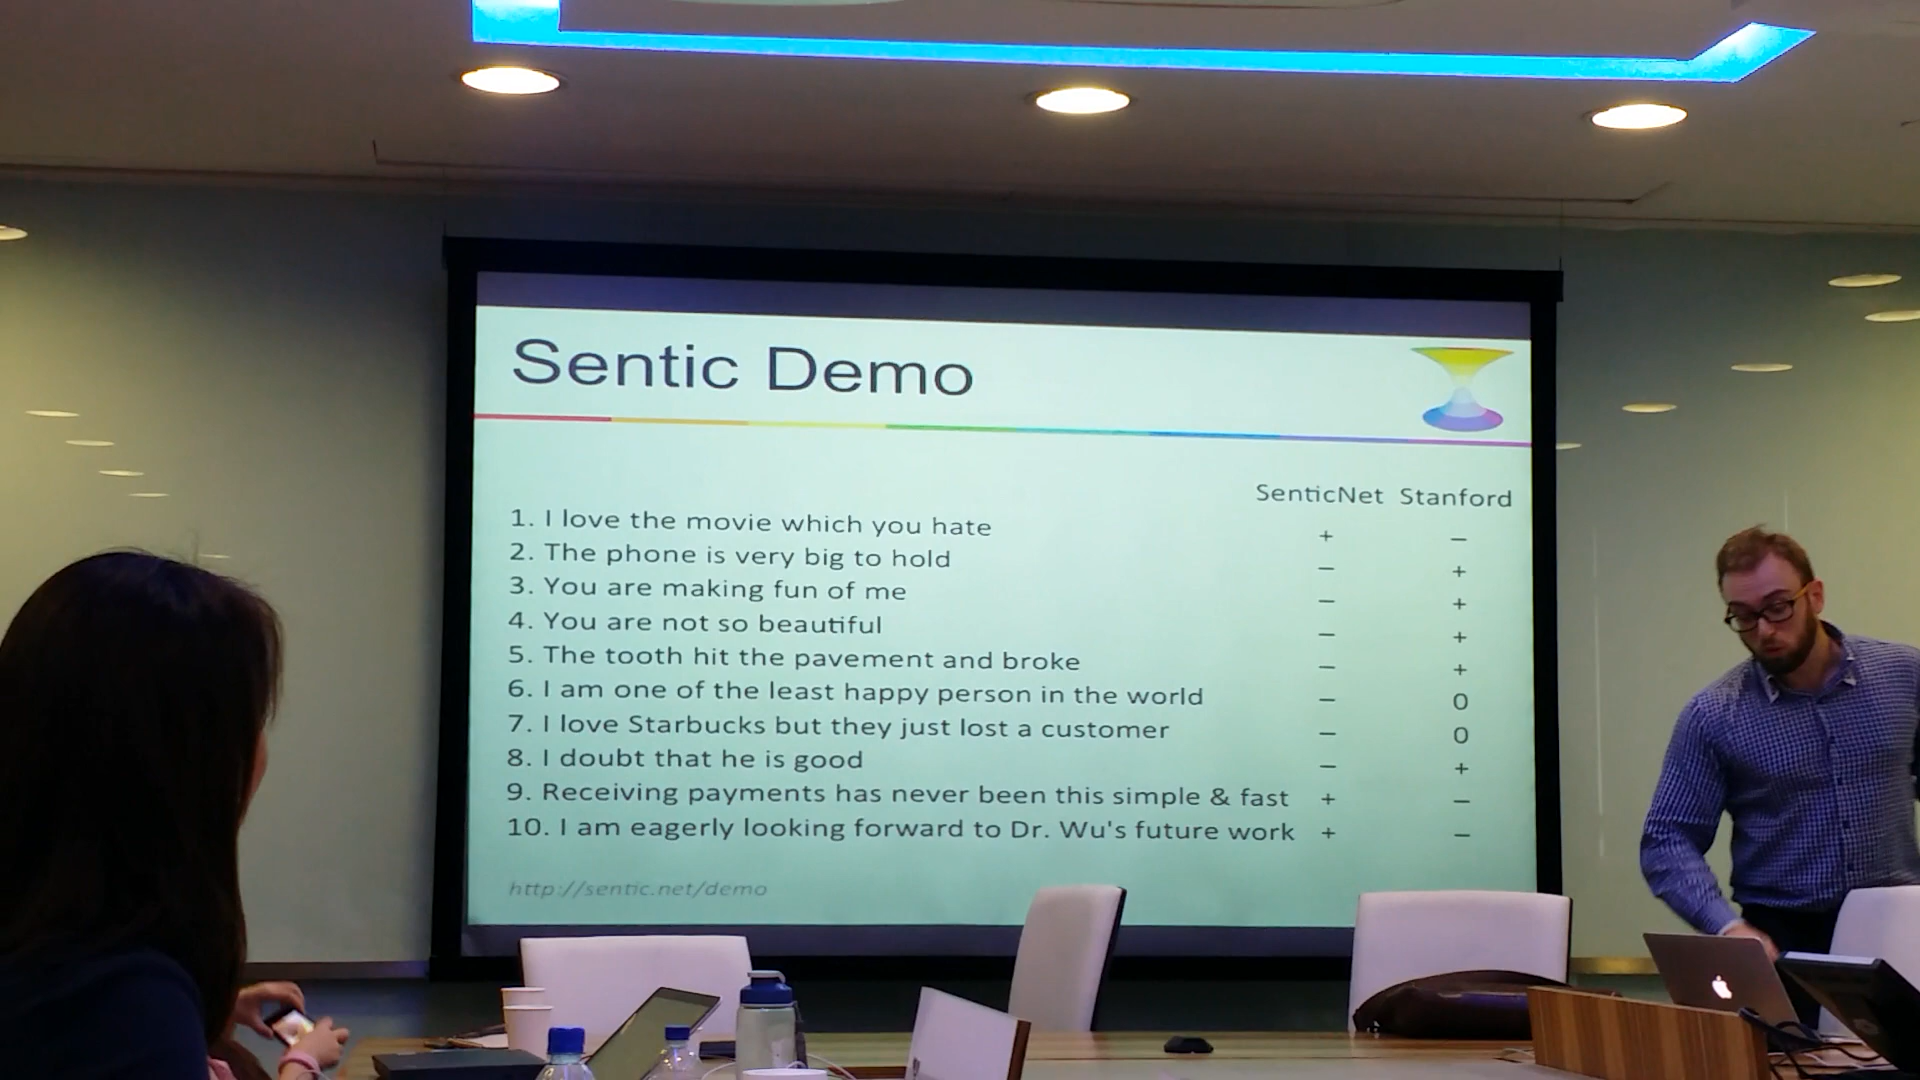 Sentic Demo
SenticNet Stanford
1. I love the movie which you hate + −
2. The phone is very big to hold − +
3. You are making fun of me − +
4. You are not so beautiful − +
5. The tooth hit the pavement and broke − +
6. I am one of the least happy person in the world − 0
7. I love Starbucks but they just lost a customer − 0
8. I doubt that he is good − +
9. Receiving payments has never been this simple & fast + −
10. I am eagerly looking forward to Dr. Wu's future work + −
http://sentic.net/demo